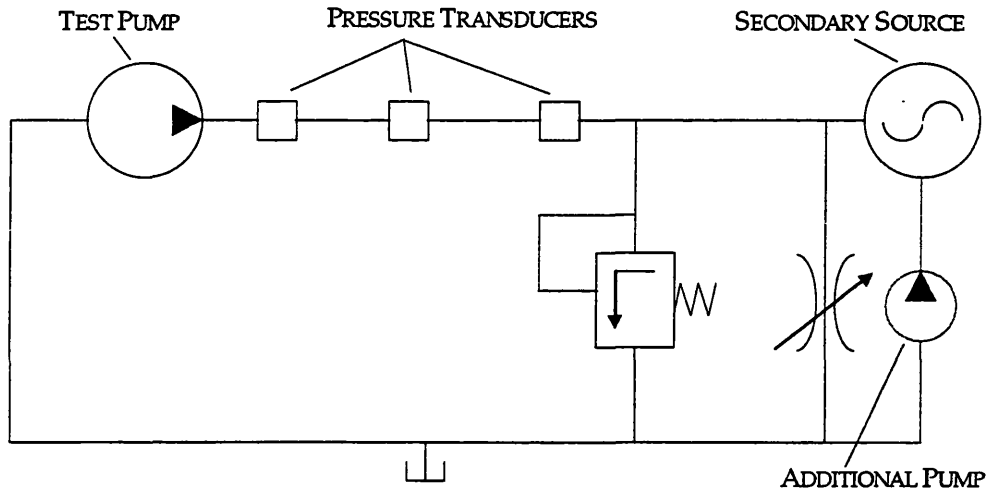 TEST PUMP
PRESSURE TRANSDUCERS
SECONDARY SOURCE
ADDITIONAL PUMP